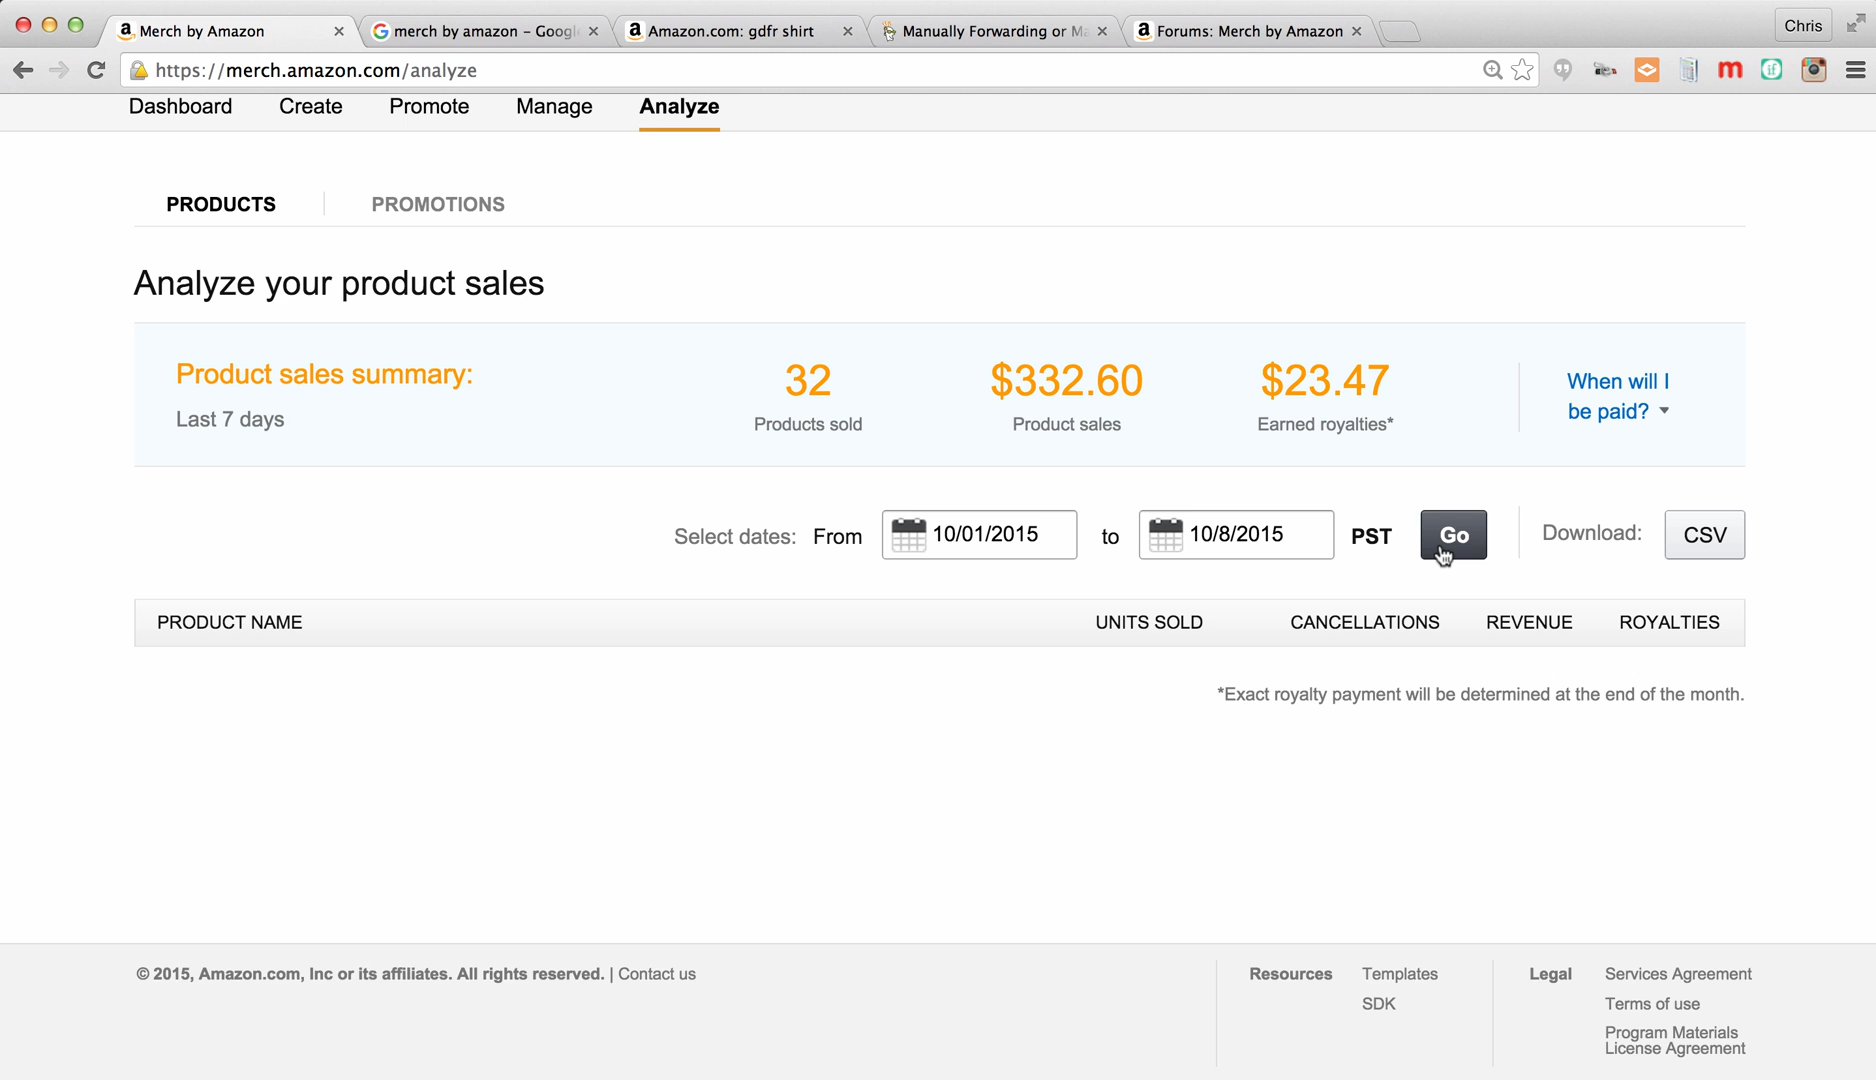 Merch by Amazon
merch by amazon – Googl
Amazon.com: gdfr shirt
Manually Forwarding or Ma
Forums: Merch by Amazon
Chris
https://merch.amazon.com/analyze
Dashboard Create Promote Manage Analyze
PRODUCTS PROMOTIONS
Analyze your product sales
Product sales summary:
Last 7 days
32
Products sold
$332.60
Product sales
$23.47
Earned royalties*
When will I
be paid?
Select dates: From 10/01/2015 to 10/8/2015 PST Go Download: CSV
PRODUCT NAME UNITS SOLD CANCELLATIONS REVENUE ROYALTIES
*Exact royalty payment will be determined at the end of the month.
© 2015, Amazon.com, Inc or its affiliates. All rights reserved. | Contact us
Resources Templates
SDK
Legal Services Agreement
Terms of use
Program Materials
License Agreement